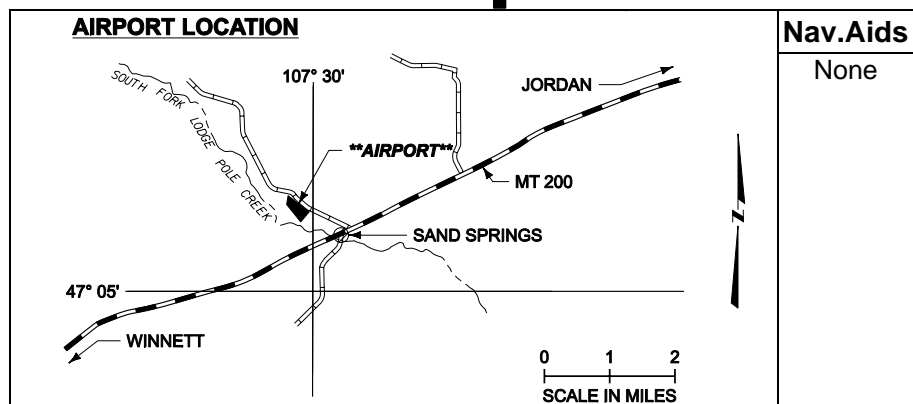 AIRPORT LOCATION
Nav.Aids
None
107° 30'
JORDAN
SOUTH FORK LODGE POLE CREEK
**AIRPORT**
MT 200
SAND SPRINGS
N
47° 05'
WINNETT
0 1 2
SCALE IN MILES